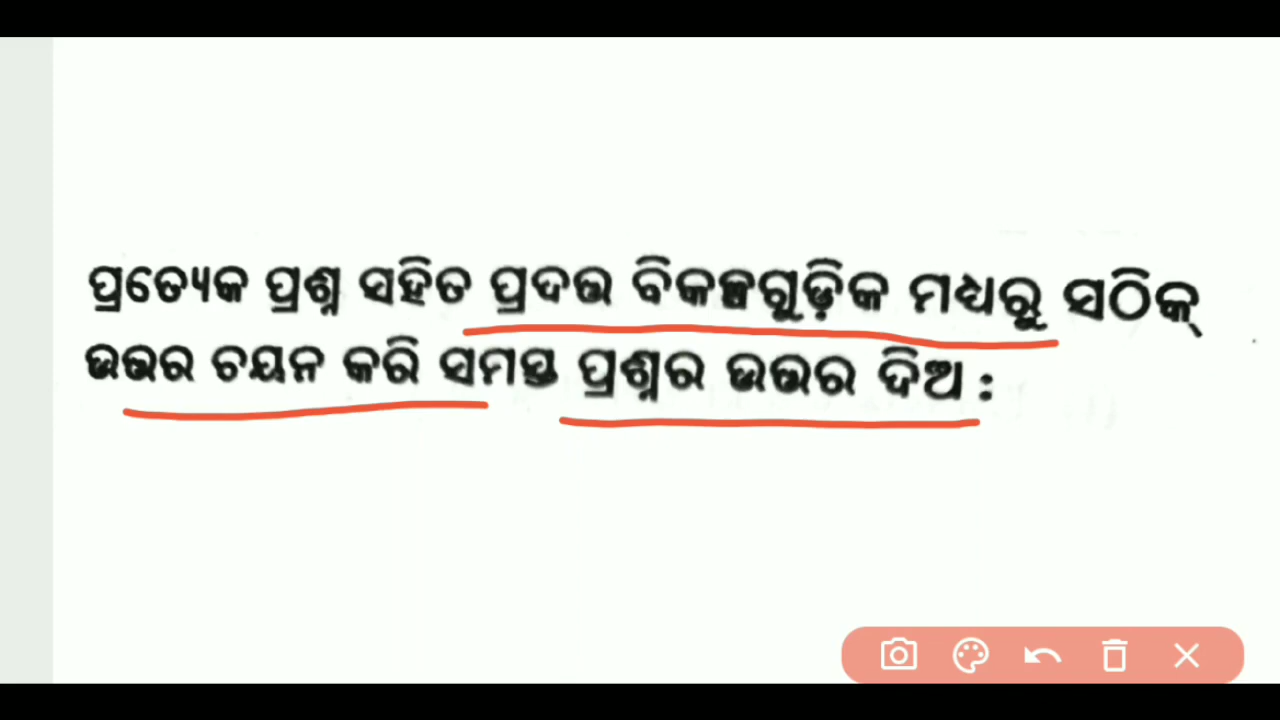 ପ୍ରତ୍ୟେକ ପ୍ରଶ୍ନ ସହିତ ପ୍ରଦତ୍ତ ବିକଳ୍ପଗୁଡ଼ିକ ମଧ୍ୟରୁ ସଠିକ୍
ଉତ୍ତର ଚୟନ କରି ସମସ୍ତ ପ୍ରଶ୍ନର ଉତ୍ତର ଦିଅ :